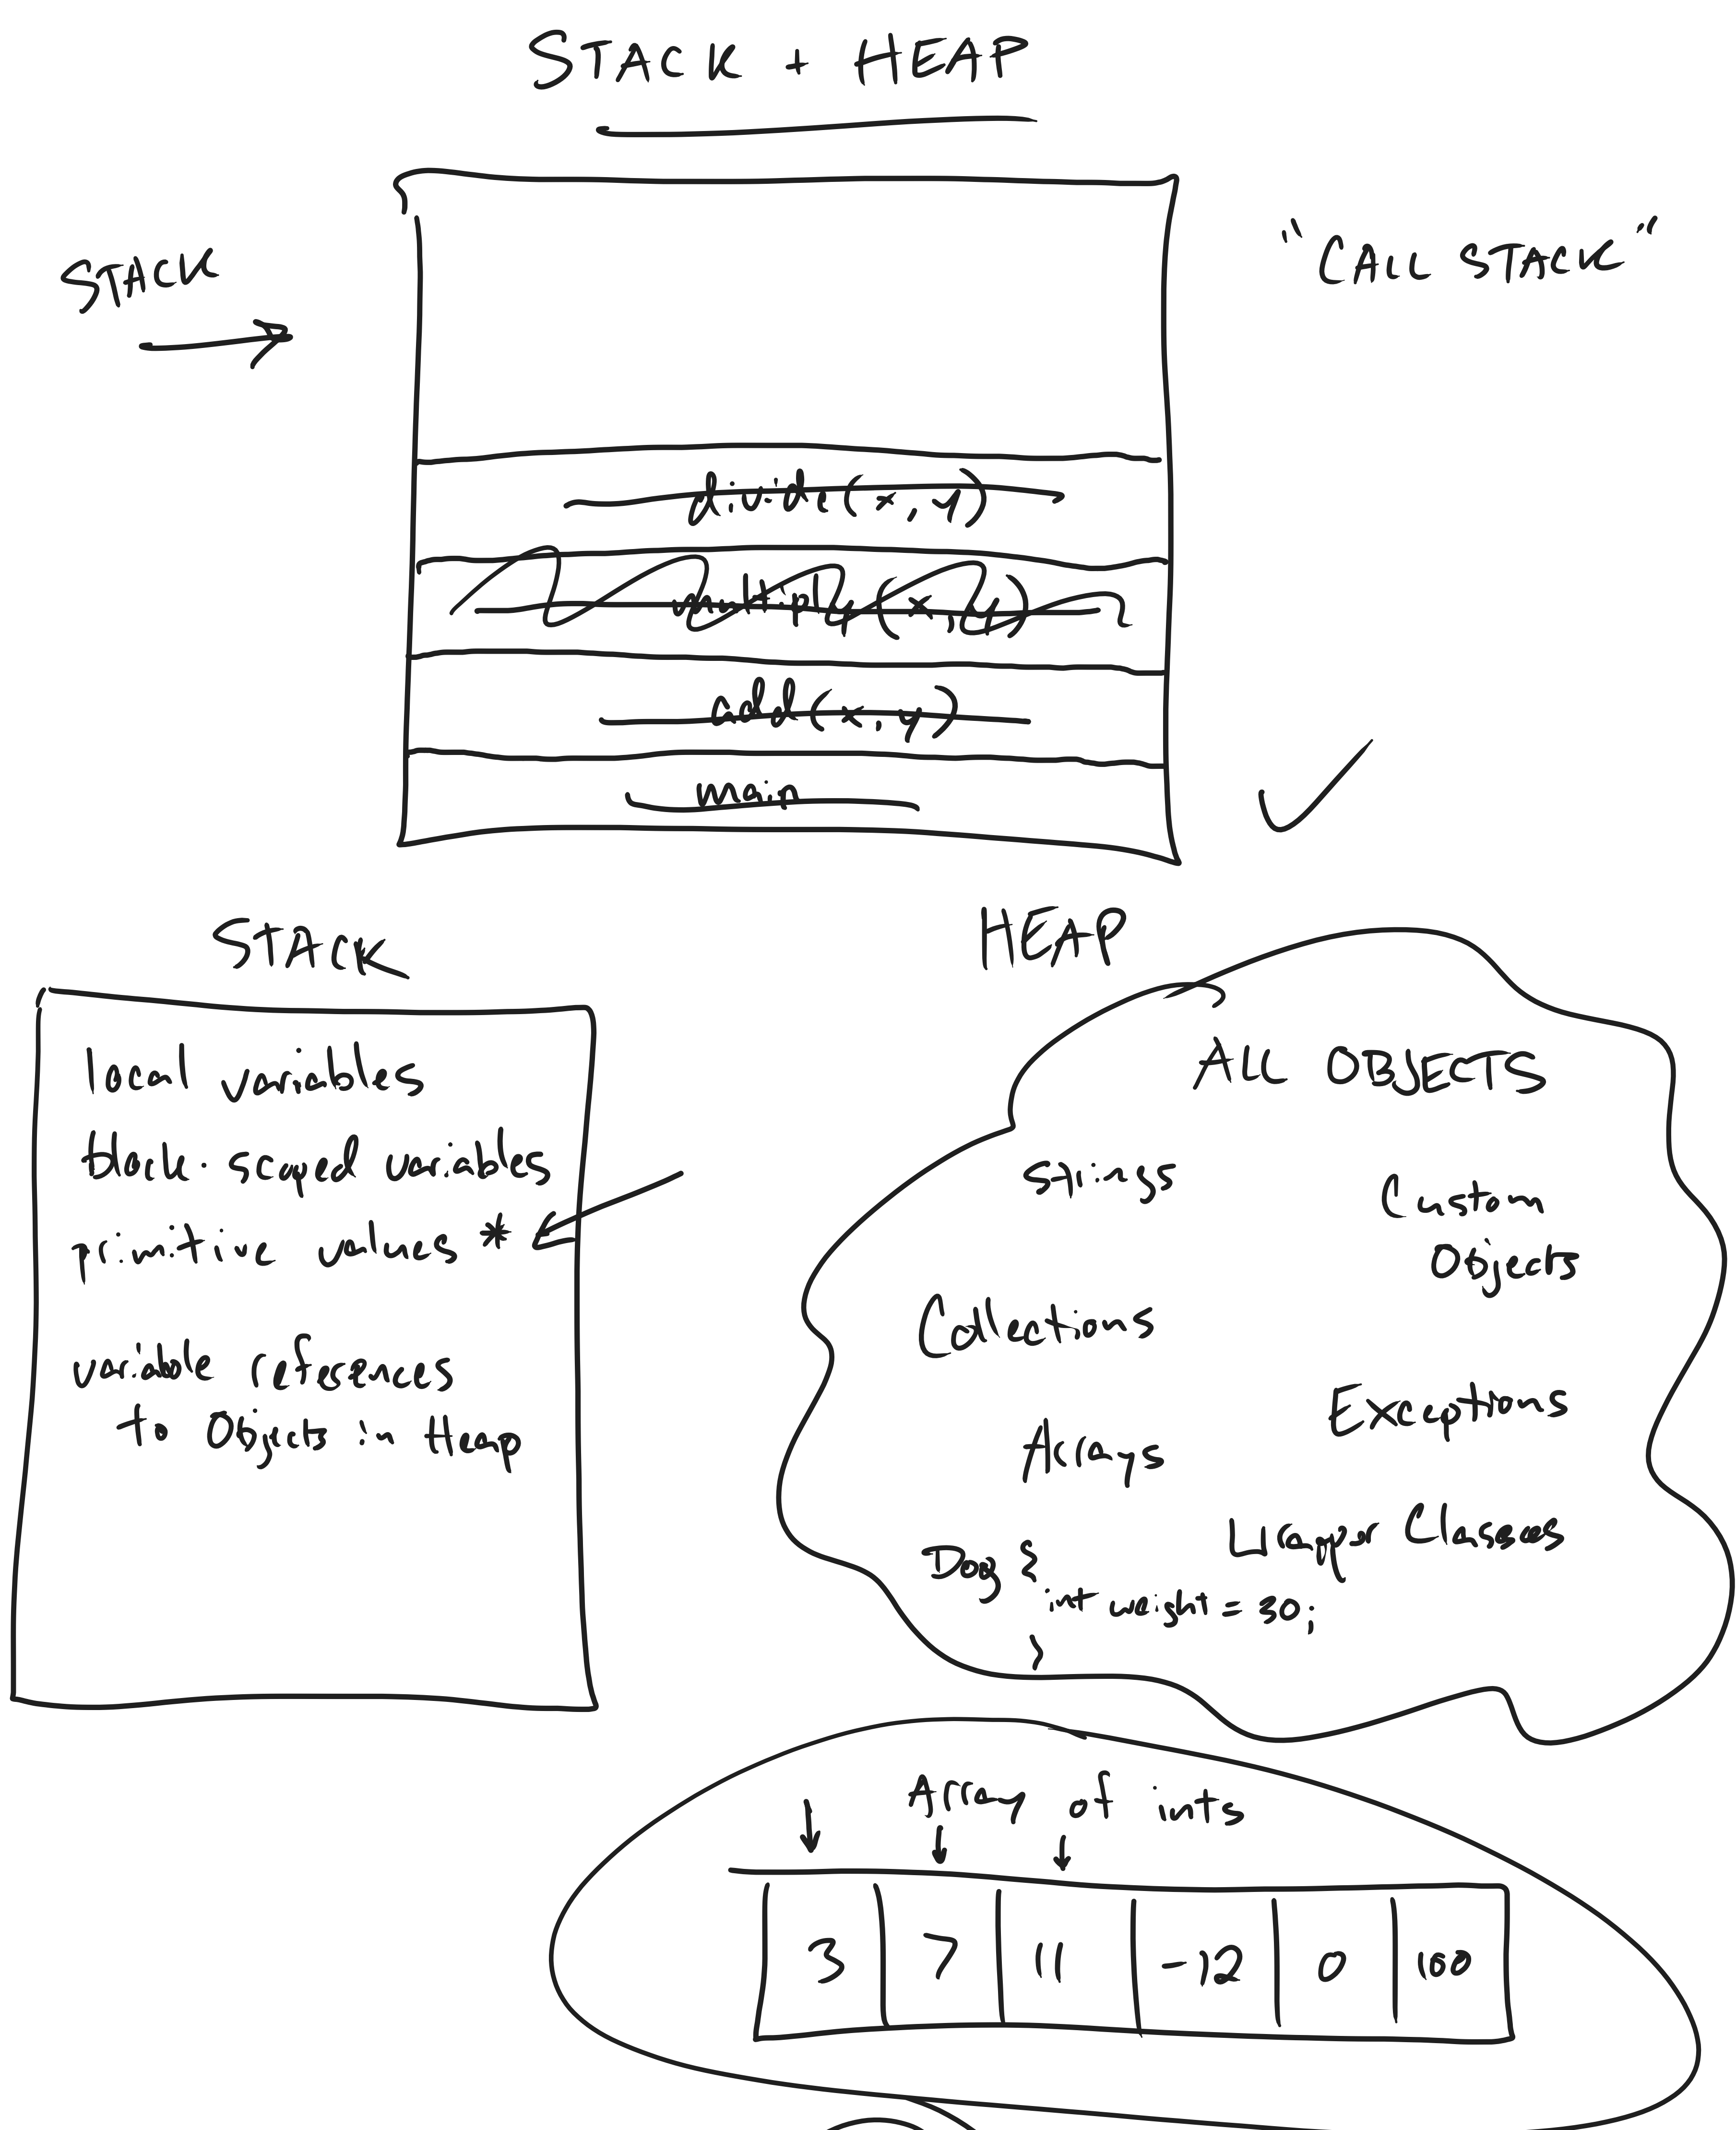 STACK + HEAP
STACK
"CALL STACK"
divide(x,y)
multiply(x,y)
add(x,y)
main
STACK
HEAP
local variables
block-scoped variables
primitive values *
variable references
to Objects in Heap
ALL OBJECTS
Strings
Custom
Objects
Collections
Exceptions
Arrays
Wrapper Classes
Dog {
int weight = 30;
}
Array of ints
3 7 11 -12 0 100